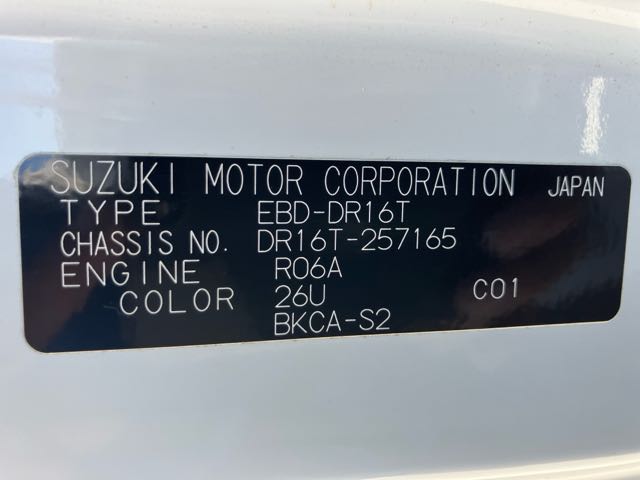 SUZUKI MOTOR CORPORATION JAPAN
TYPE EBD-DR16T
CHASSIS NO. DR16T-257165
ENGINE R06A
COLOR 26U C01
BKCA-S2